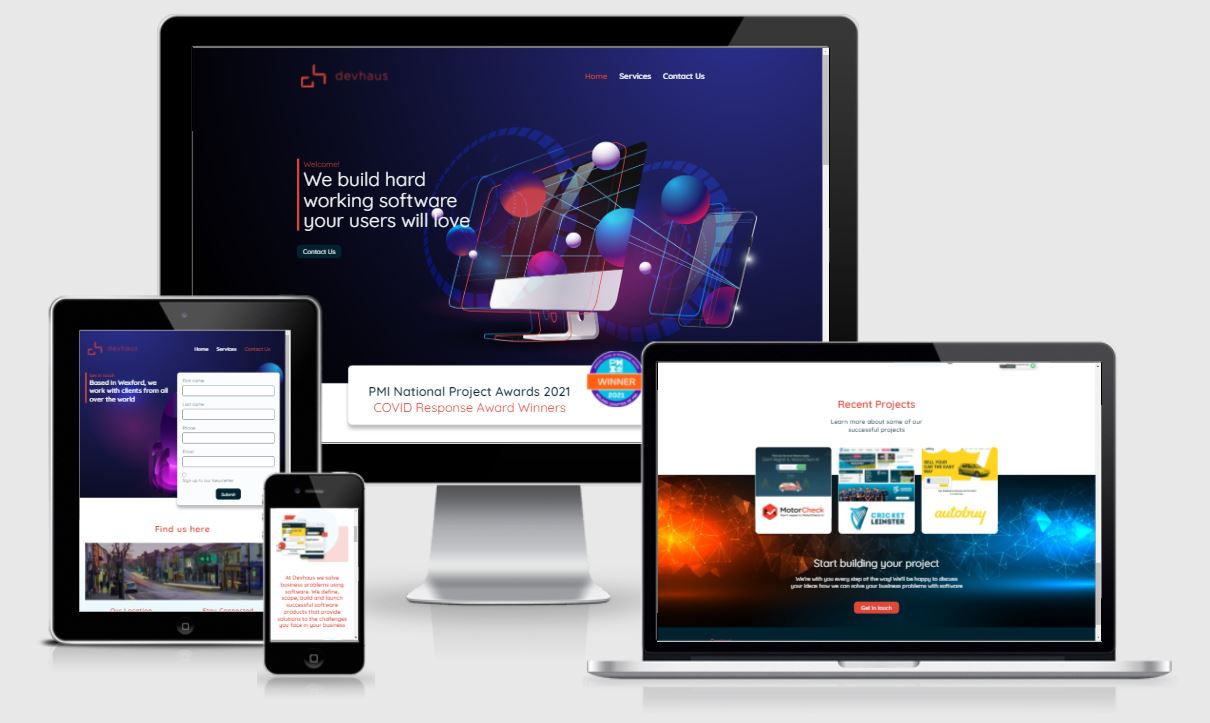 devhaus
Home Services Contact Us
Welcome!
We build hard
working software
your users will love
Contact Us
PMI National Project Awards 2021
COVID Response Award Winners
WINNER
2021
devhaus
Home Services Contact Us
Get in touch
Based in Wexford, we
work with clients from all
over the world
First name
Last name
Phone
Email
Sign up to our Newsletter
Submit
Find us here
Our Location Stay Connected
At Devhaus we solve
business problems using
software. We define,
scope, build and launch
successful software
products that provide
solutions to the challenges
you face in your business
Recent Projects
Learn more about some of our
successful projects
SELL YOUR
CAR THE EASY
WAY
MotorCheck
CRICKET
LEINSTER
autobuy
Start building your project
We're with you every step of the way! We'll be happy to discuss
your ideas how we can solve your business problems with software
Get in touch